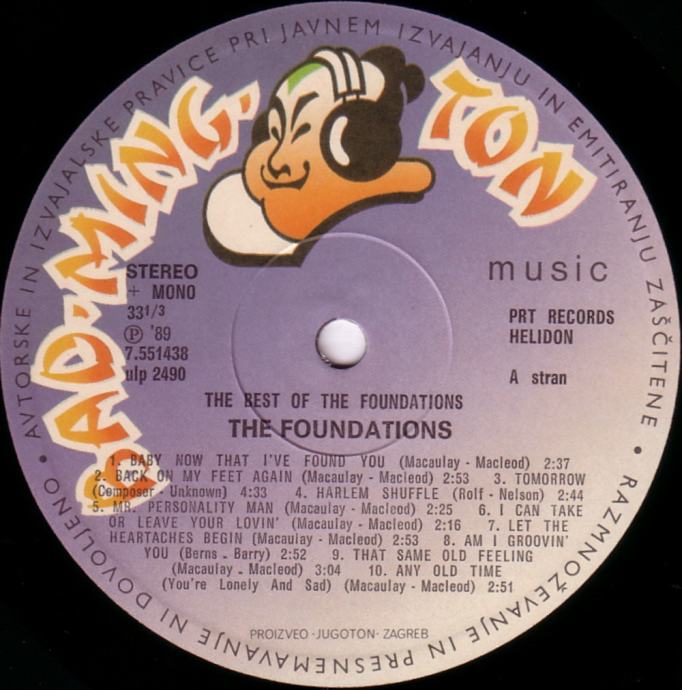 AVTORSKE IN IZVAJALSKE PRAVICE PRI JAVNEM IZVAJANJU IN EMITIRANJU ZAŠČITENE • RAZMNOŽEVANJE IN PRESNEMAVANJE NI DOVOLJENO •
BAD·MING·TON
music
STEREO
+ MONO
33 1/3
Ⓟ '89
7.551438
ulp 2490
PRT RECORDS
HELIDON
A stran
THE BEST OF THE FOUNDATIONS
THE FOUNDATIONS
1. BABY NOW THAT I'VE FOUND YOU (Macaulay - Macleod) 2:37
2. BACK ON MY FEET AGAIN (Macaulay - Macleod) 2:53 3. TOMORROW
(Composer - Unknown) 4:33 4. HARLEM SHUFFLE (Rolf - Nelson) 2:44
5. MR. PERSONALITY MAN (Macaulay - Macleod) 2:25 6. I CAN TAKE
OR LEAVE YOUR LOVIN' (Macaulay - Macleod) 2:16 7. LET THE
HEARTACHES BEGIN (Macaulay - Macleod) 2:53 8. AM I GROOVIN'
YOU (Berns - Barry) 2:52 9. THAT SAME OLD FEELING
(Macaulay - Macleod) 3:04 10. ANY OLD TIME
(You're Lonely And Sad) (Macaulay - Macleod) 2:51
PROIZVEO - JUGOTON - ZAGREB